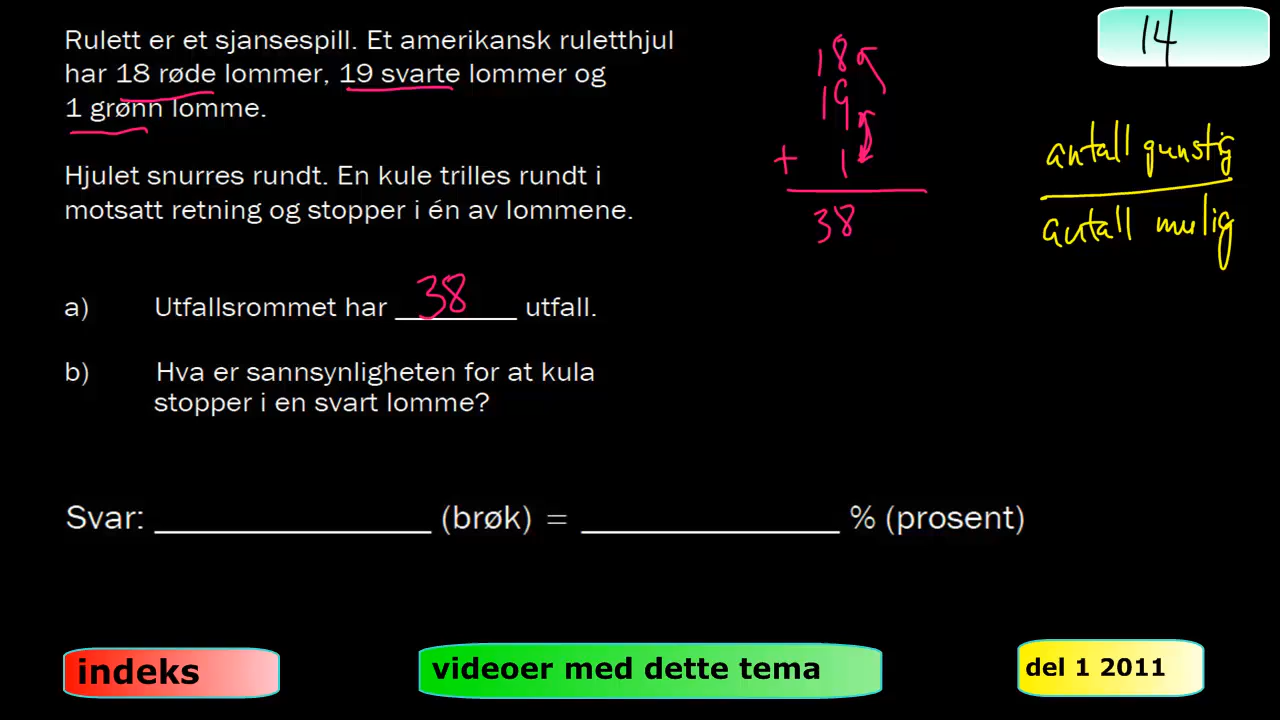 Rulett er et sjansespill. Et amerikansk ruletthjul
har 18 røde lommer, 19 svarte lommer og
1 grønn lomme.
Hjulet snurres rundt. En kule trilles rundt i
motsatt retning og stopper i én av lommene.
a) Utfallsrommet har 38 utfall.
b) Hva er sannsynligheten for at kula
stopper i en svart lomme?
Svar: (brøk) = % (prosent)
18
19
+ 1
38
14
antall gunstig
antall mulig
indeks
videoer med dette tema
del 1 2011